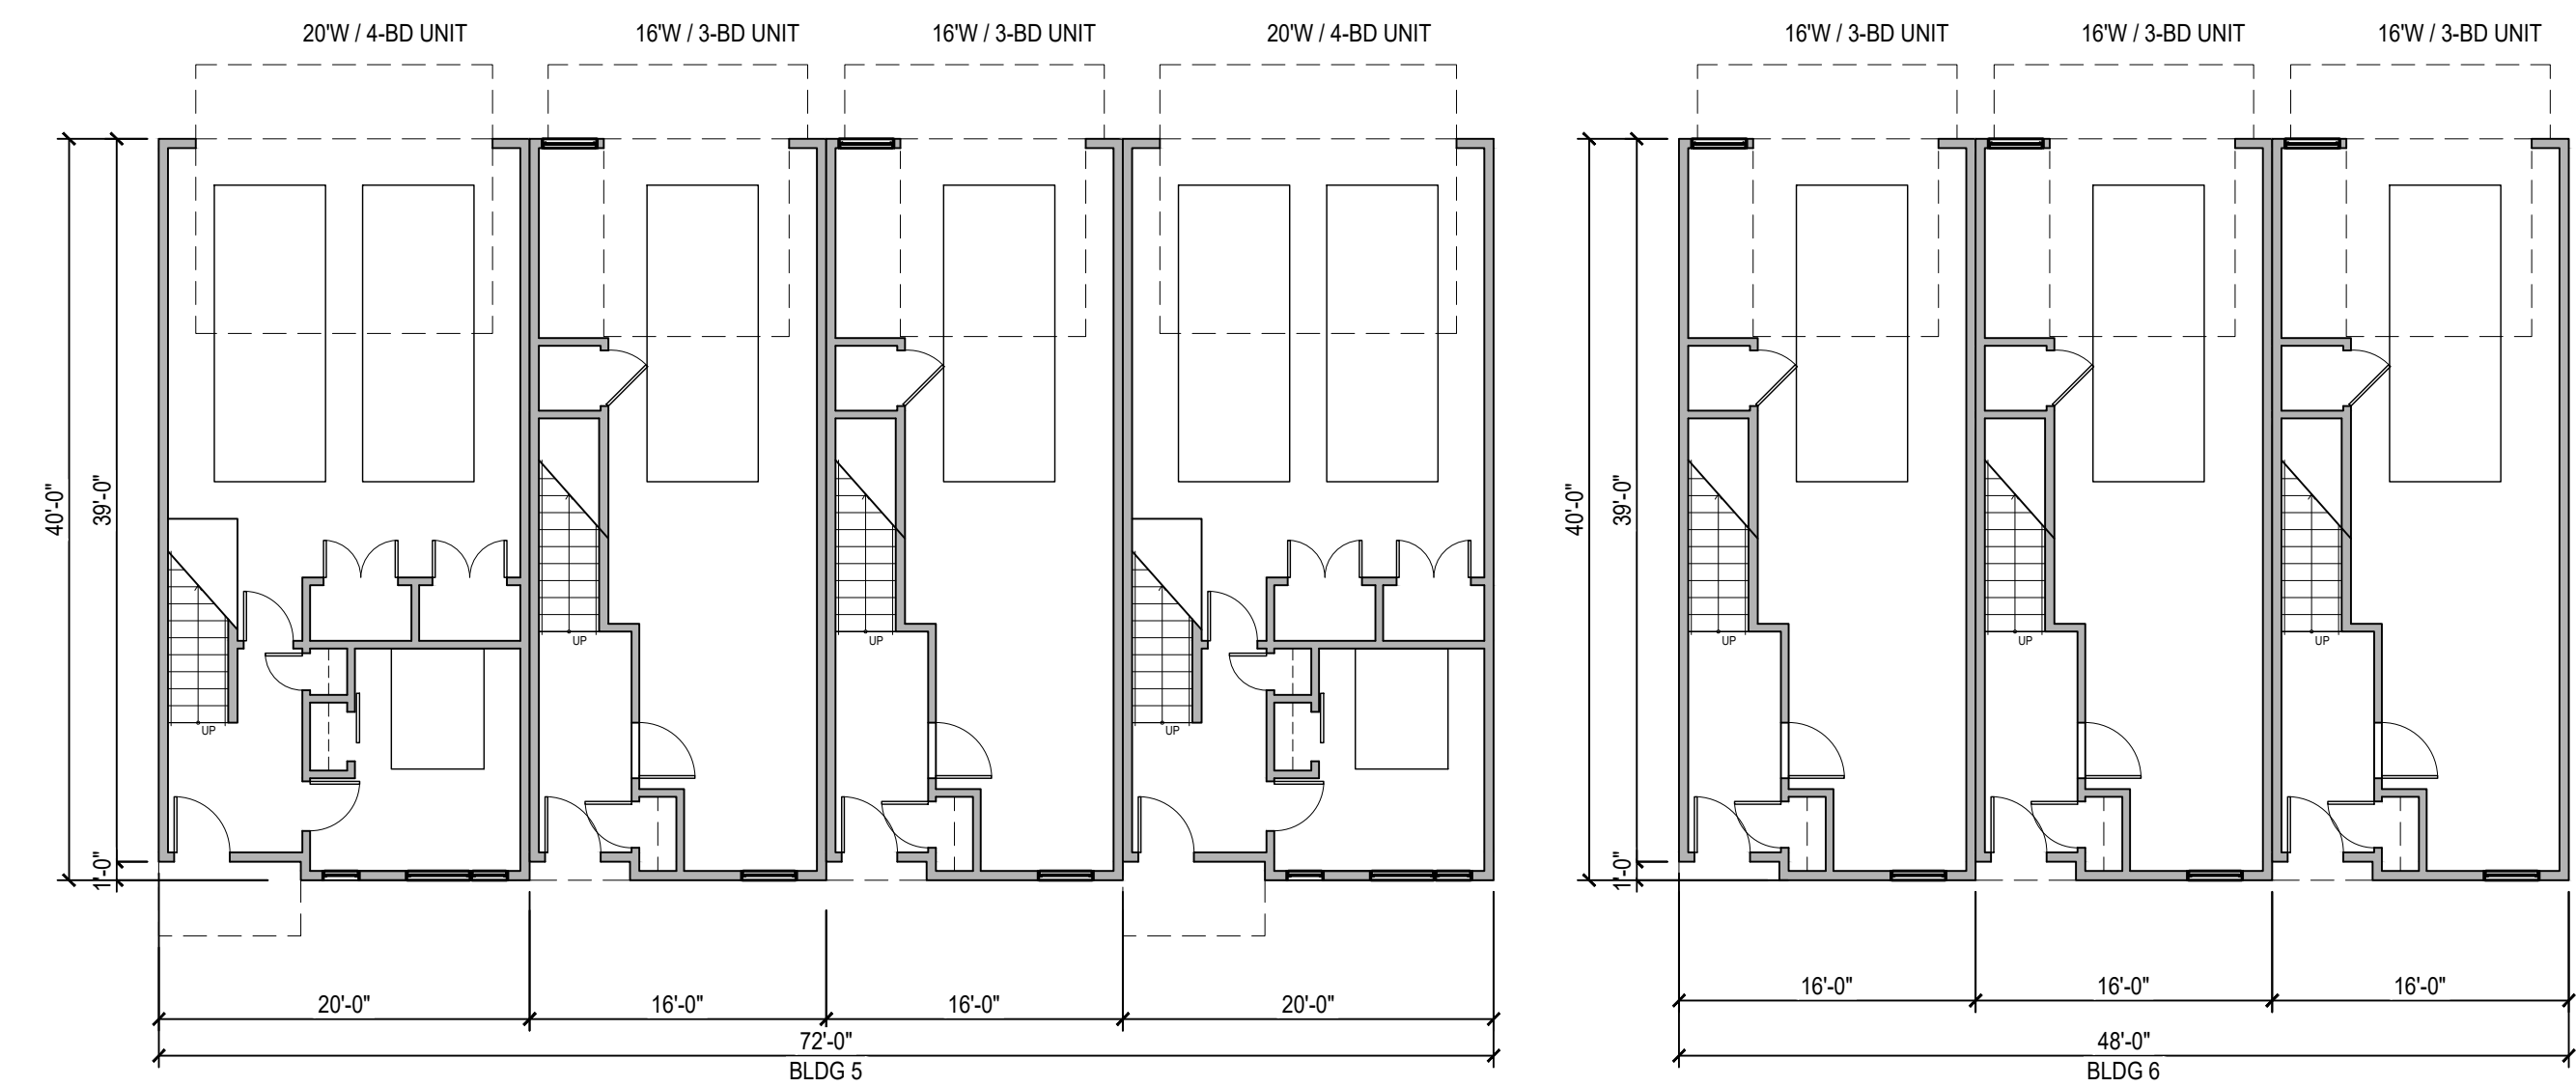 20'W / 4-BD UNIT
16'W / 3-BD UNIT
16'W / 3-BD UNIT
20'W / 4-BD UNIT
16'W / 3-BD UNIT
16'W / 3-BD UNIT
16'W / 3-BD UNIT
40'-0"
39'-0"
1'-0"
UP
UP
UP
UP
40'-0"
39'-0"
1'-0"
UP
UP
UP
20'-0"
16'-0"
16'-0"
20'-0"
72'-0"
BLDG 5
16'-0"
16'-0"
16'-0"
48'-0"
BLDG 6